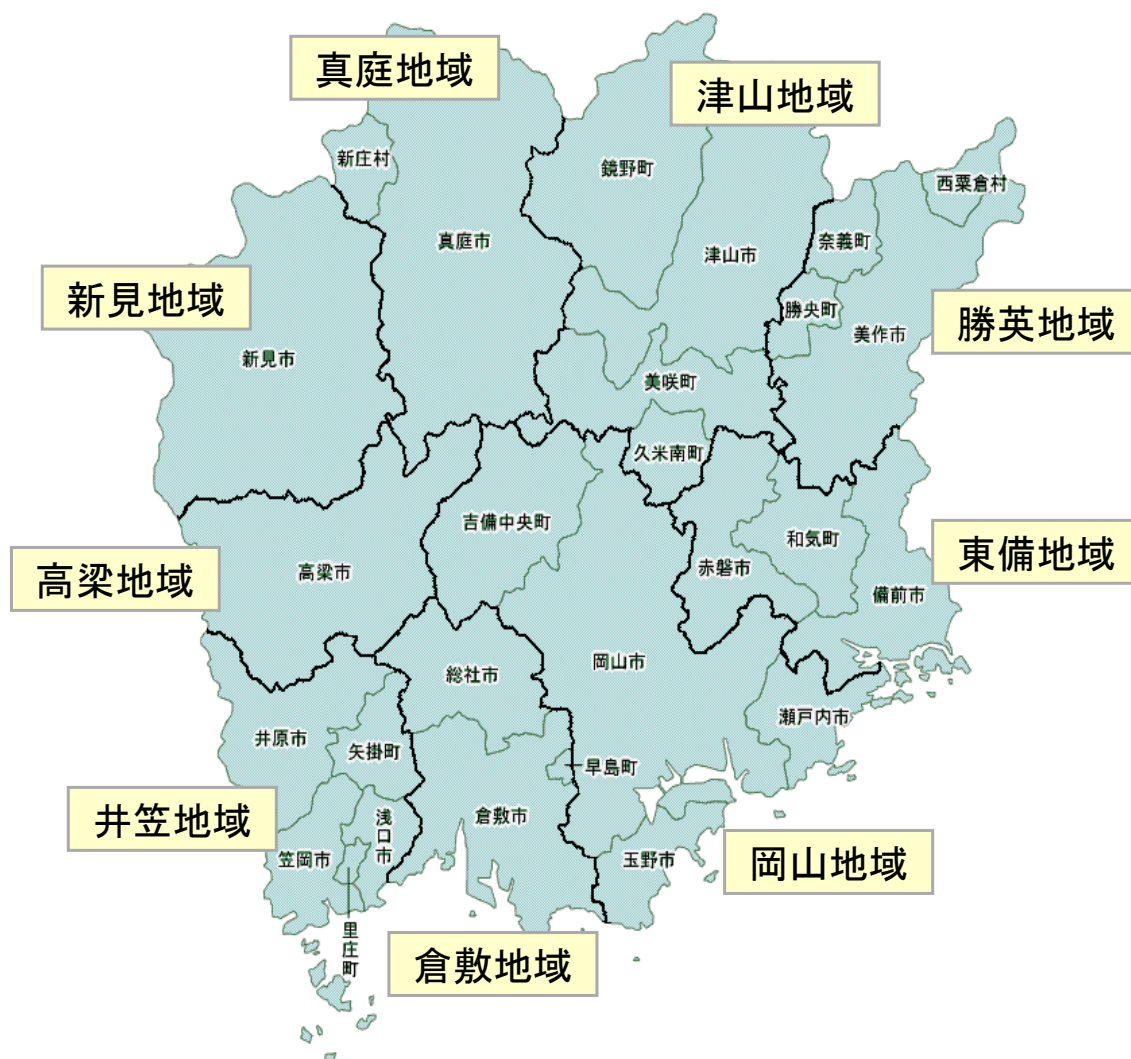 真庭地域
津山地域
新庄村
鏡野町
西粟倉村
真庭市
奈義町
津山市
新見地域
勝央町
勝英地域
美作市
新見市
美咲町
久米南町
吉備中央町
和気町
東備地域
高梁地域
高梁市
赤磐市
備前市
岡山市
総社市
瀬戸内市
井原市
矢掛町
早島町
井笠地域
浅口市
倉敷市
笠岡市
玉野市
岡山地域
里庄町
倉敷地域